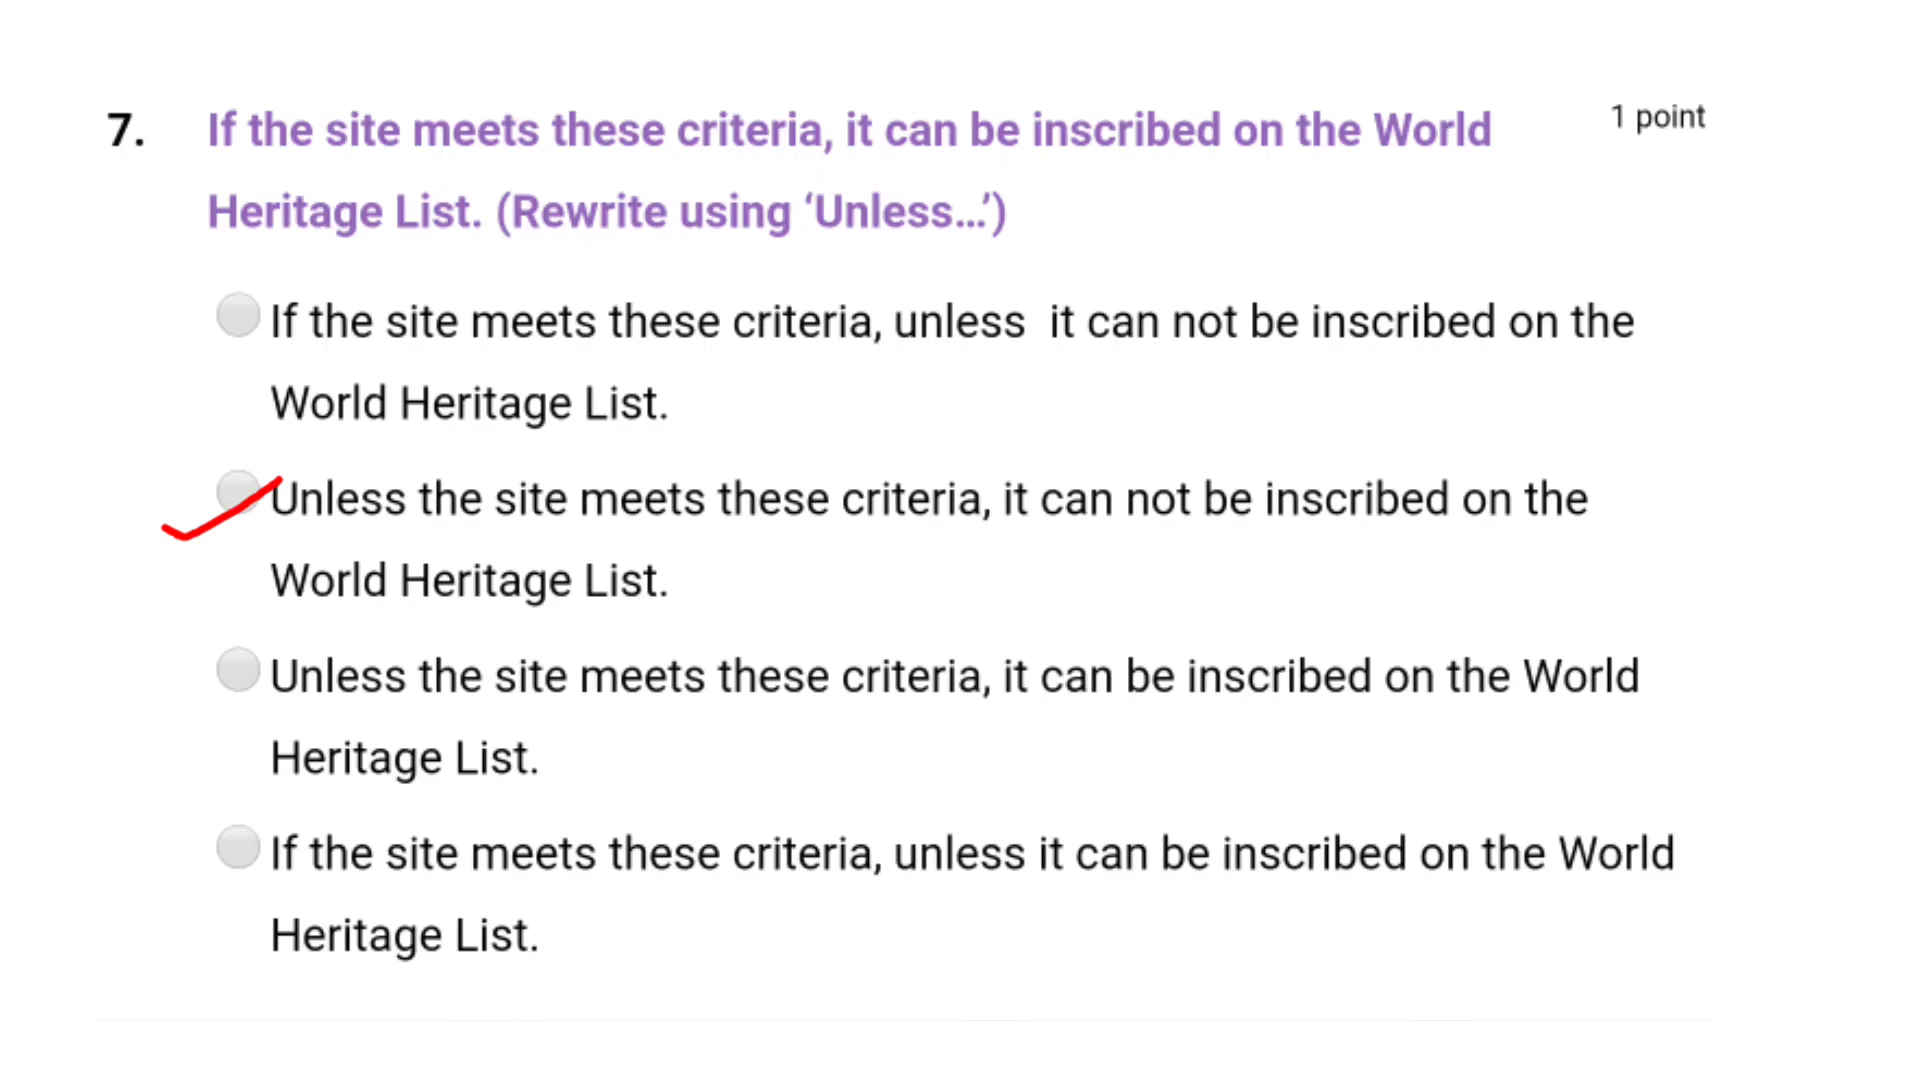 7. If the site meets these criteria, it can be inscribed on the World 1 point
Heritage List. (Rewrite using ‘Unless...’)
If the site meets these criteria, unless  it can not be inscribed on the
World Heritage List.
Unless the site meets these criteria, it can not be inscribed on the
World Heritage List.
Unless the site meets these criteria, it can be inscribed on the World
Heritage List.
If the site meets these criteria, unless it can be inscribed on the World
Heritage List.